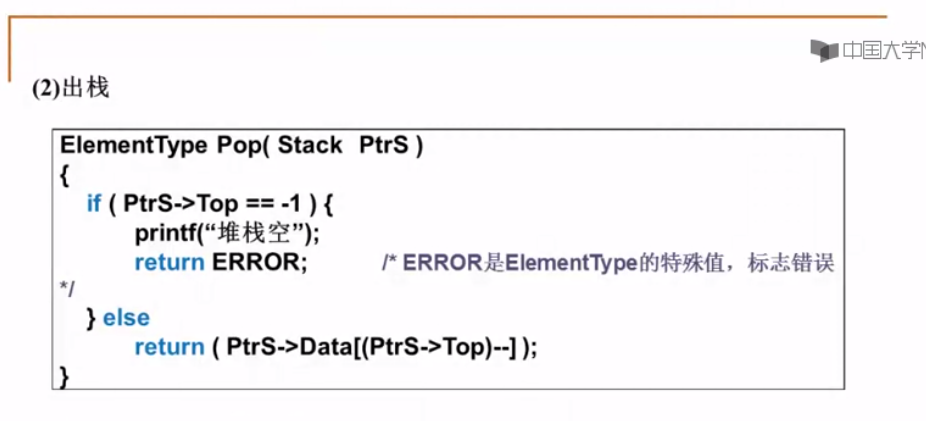 中国大学
(2)出栈
ElementType Pop( Stack PtrS )
{
if ( PtrS->Top == -1 ) {
printf(“堆栈空”);
return ERROR; /* ERROR是ElementType的特殊值，标志错误
*/
} else
return ( PtrS->Data[(PtrS->Top)--] );
}